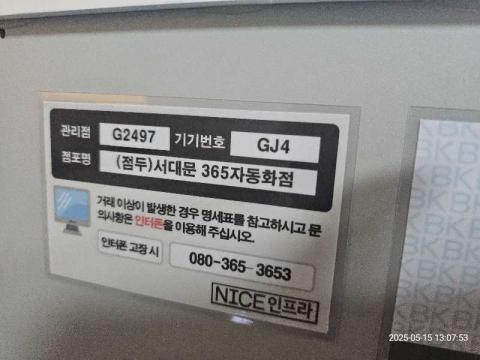 관리점 G2497 기기번호 GJ4
점포명 (점두)서대문 365자동화점
거래 이상이 발생한 경우 명세표를 참고하시고 문
의사항은 인터폰을 이용해 주십시오.
인터폰 고장 시 080-365-3653
NICE인프라
2025-05-15 13:07:53